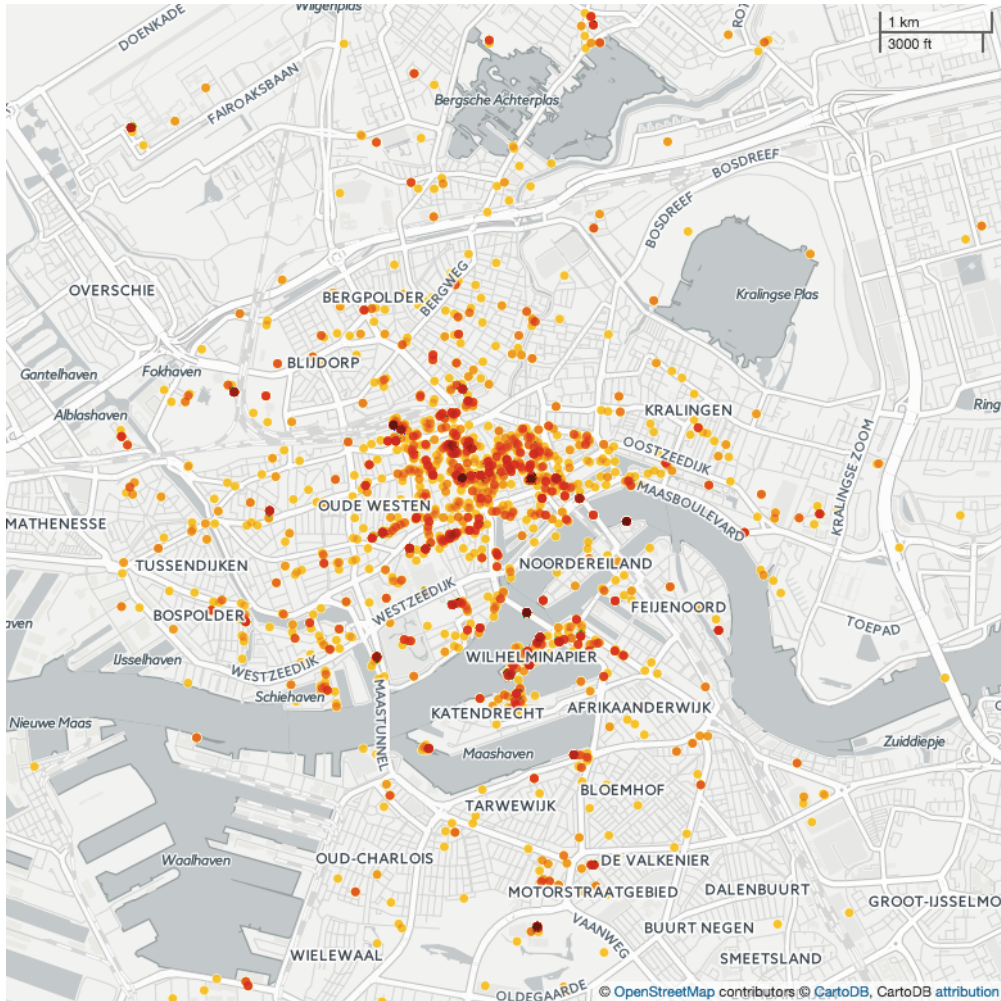 Wilgenplas
DOENKADE
RO
1 km
3000 ft
FAIROAKSBAAN
Bergsche Achterplas
BOSDREEF
BOSDREEF
OVERSCHIE
BERGPOLDER
BERGWEG
Kralingse Plas
Gantelhaven
Fokhaven
BLIJDORP
Alblashaven
KRALINGEN
Ring
OOSTZEEDIJK
KRALINGSE ZOOM
MATHENESSE
OUDE WESTEN
MAASBOULEVARD
TUSSENDIJKEN
NOORDEREILAND
WESTZEEDIJK
FEIJENOORD
aven
BOSPOLDER
TOEPAD
IJsselhaven
WESTZEEDIJK
WILHELMINAPIER
Schiehaven
MAASTUNNEL
KATENDRECHT
AFRIKAANDERWIJK
Nieuwe Maas
Maashaven
Zuiddiepje
BLOEMHOF
TARWEWIJK
Waalhaven
OUD-CHARLOIS
DE VALKENIER
MOTORSTRAATGEBIED
DALENBUURT
GROOT-IJSSELMO
VAANWEG
BUURT NEGEN
WIELEWAAL
SMEETSLAND
OLDEGAARDE
© OpenStreetMap contributors © CartoDB, CartoDB attribution